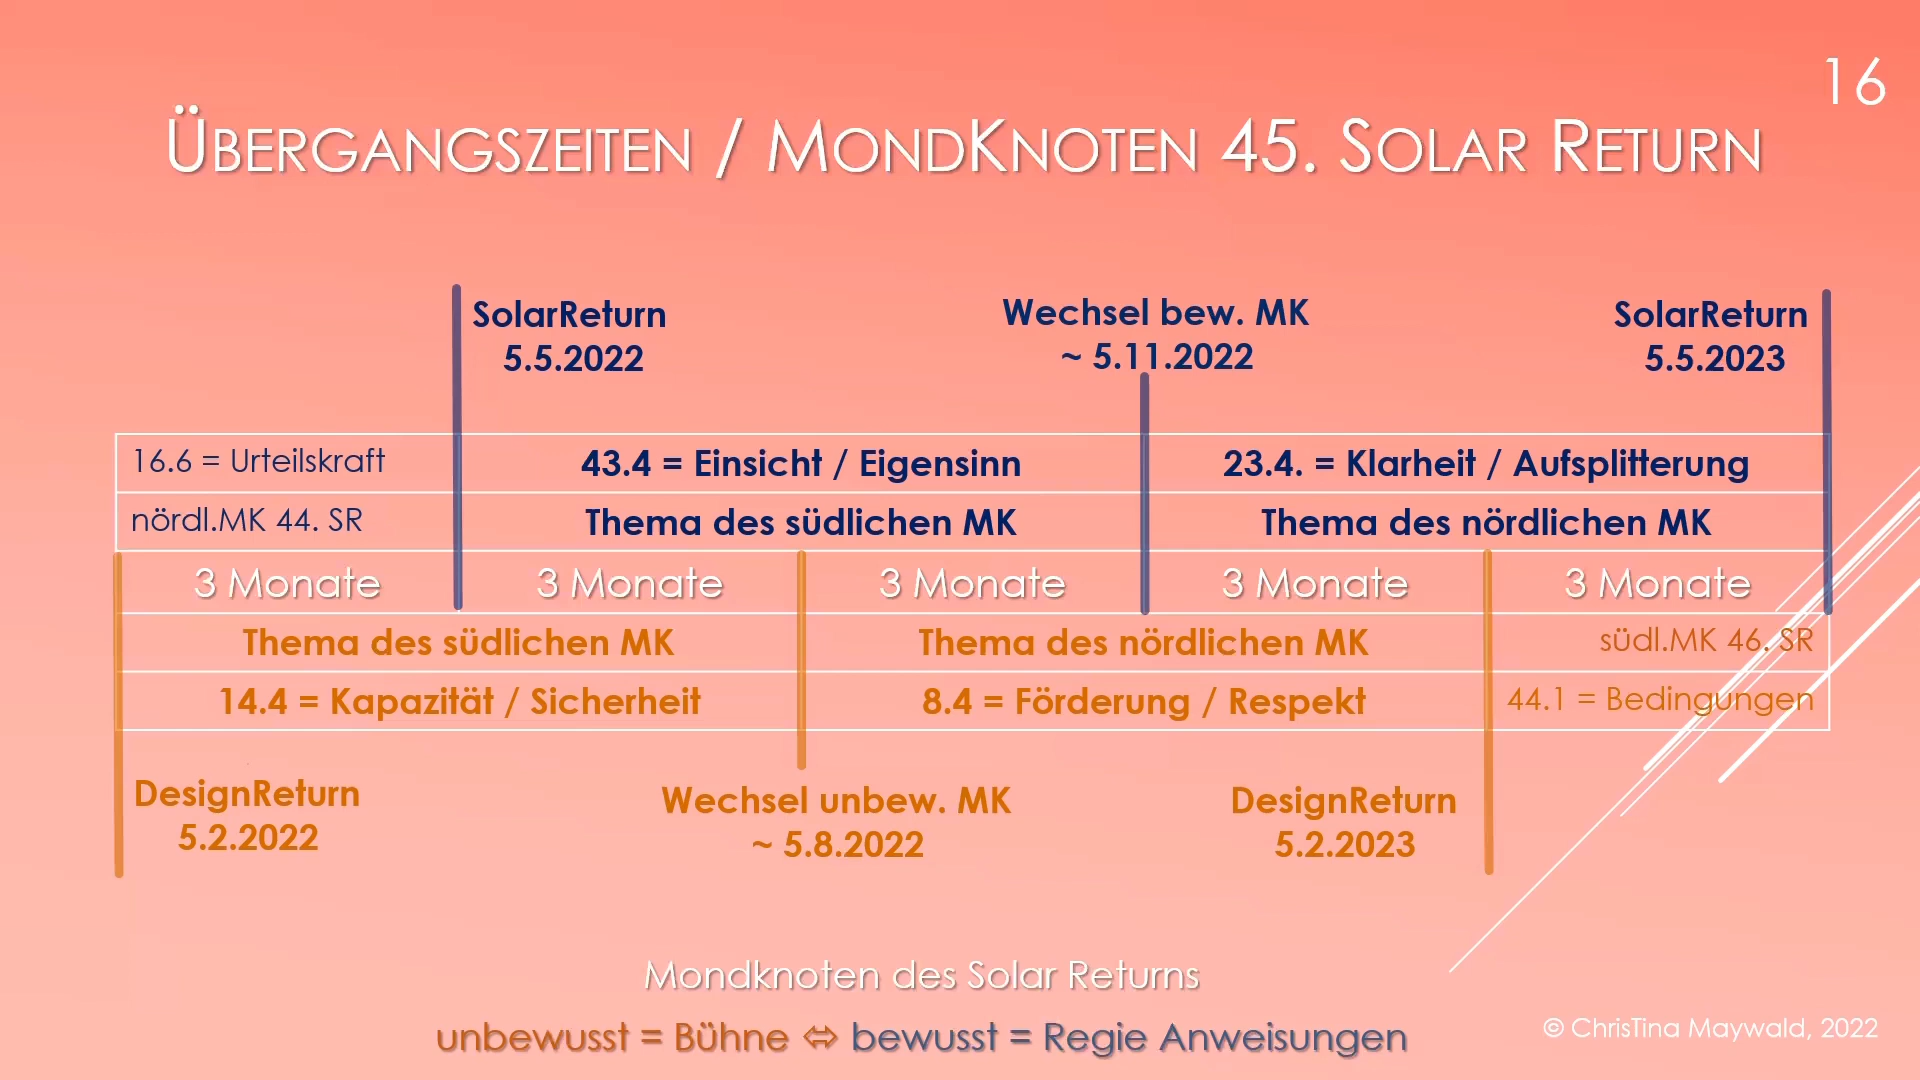 16
Übergangszeiten / MondKnoten 45. Solar Return
SolarReturn
5.5.2022
Wechsel bew. MK
~ 5.11.2022
SolarReturn
5.5.2023
16.6 = Urteilskraft
43.4 = Einsicht / Eigensinn
23.4. = Klarheit / Aufsplitterung
nördl.MK 44. SR
Thema des südlichen MK
Thema des nördlichen MK
3 Monate
3 Monate
3 Monate
3 Monate
3 Monate
Thema des südlichen MK
Thema des nördlichen MK
südl.MK 46. SR
14.4 = Kapazität / Sicherheit
8.4 = Förderung / Respekt
44.1 = Bedingungen
DesignReturn
5.2.2022
Wechsel unbew. MK
~ 5.8.2022
DesignReturn
5.2.2023
Mondknoten des Solar Returns
unbewusst = Bühne ⬄ bewusst = Regie Anweisungen
© ChrisTina Maywald, 2022